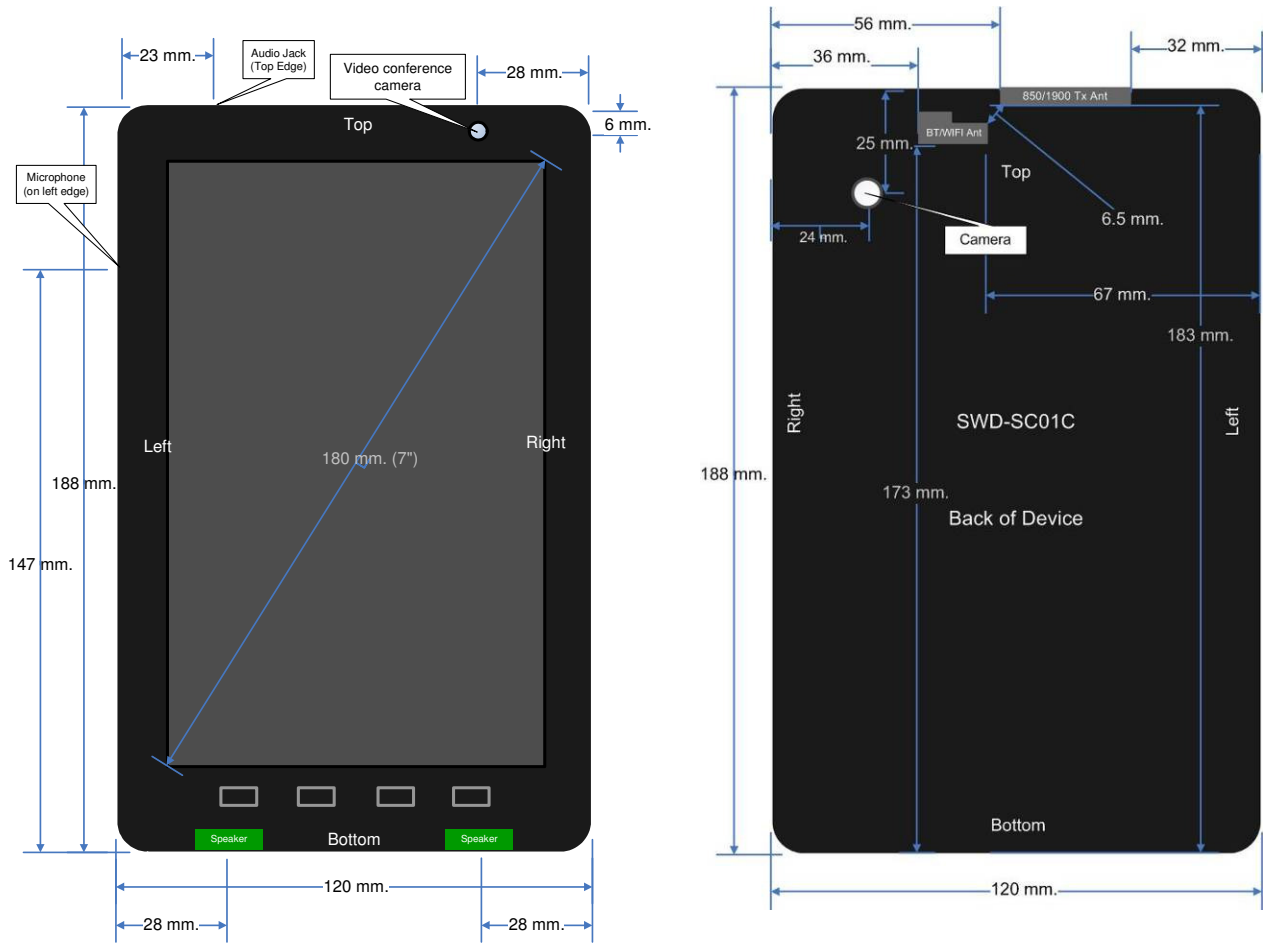 23 mm.
Audio Jack
(Top Edge)
Video conference
camera
28 mm.
6 mm.
Top
Microphone
(on left edge)
Left
Right
180 mm. (7")
188 mm.
147 mm.
Speaker
Bottom
Speaker
120 mm.
28 mm.
28 mm.
56 mm.
32 mm.
36 mm.
850/1900 Tx Ant
BT/WIFI Ant
25 mm.
Top
6.5 mm.
24 mm.
Camera
67 mm.
183 mm.
Right
SWD-SC01C
Left
188 mm.
173 mm.
Back of Device
Bottom
120 mm.